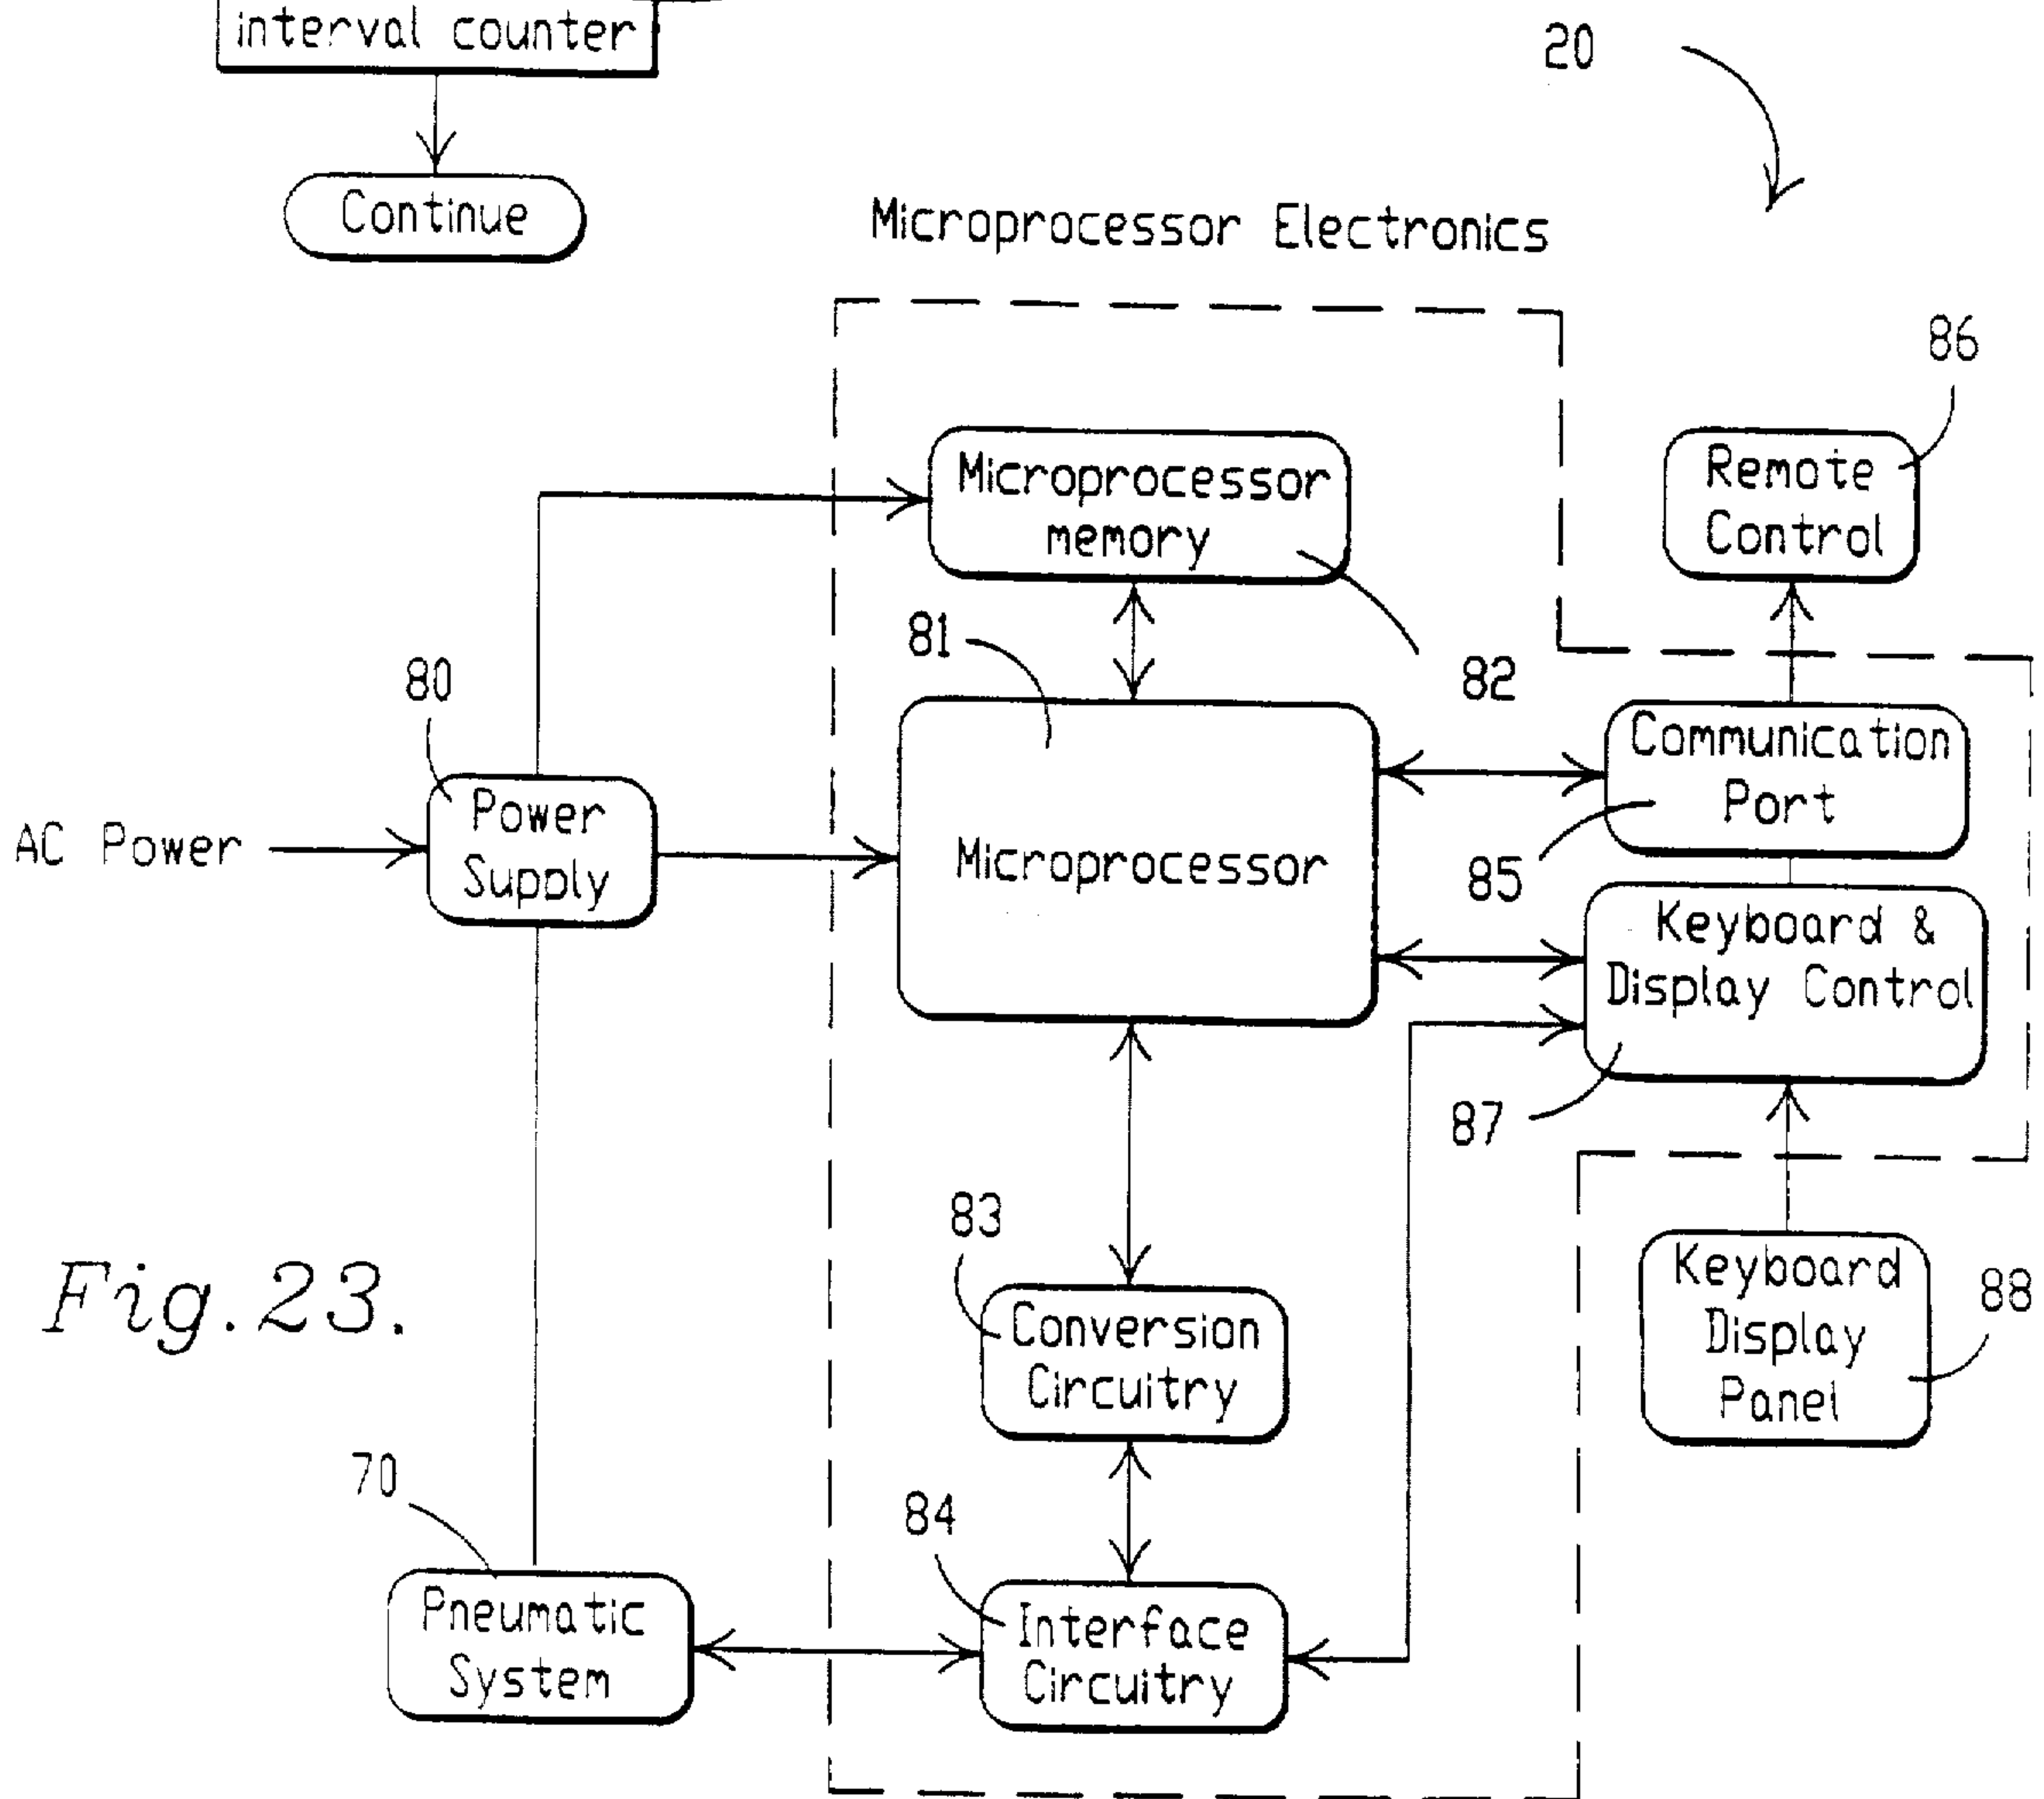 interval counter
Continue
20
Microprocessor Electronics
86
Remote
Control
Microprocessor
memory
81
82
80
Communication
Port
Power
Supply
AC Power
Microprocessor
85
Keyboard &
Display Control
87
83
88
Keyboard
Display
Panel
Fig. 23.
Conversion
Circuitry
70
84
Pneumatic
System
Interface
Circuitry